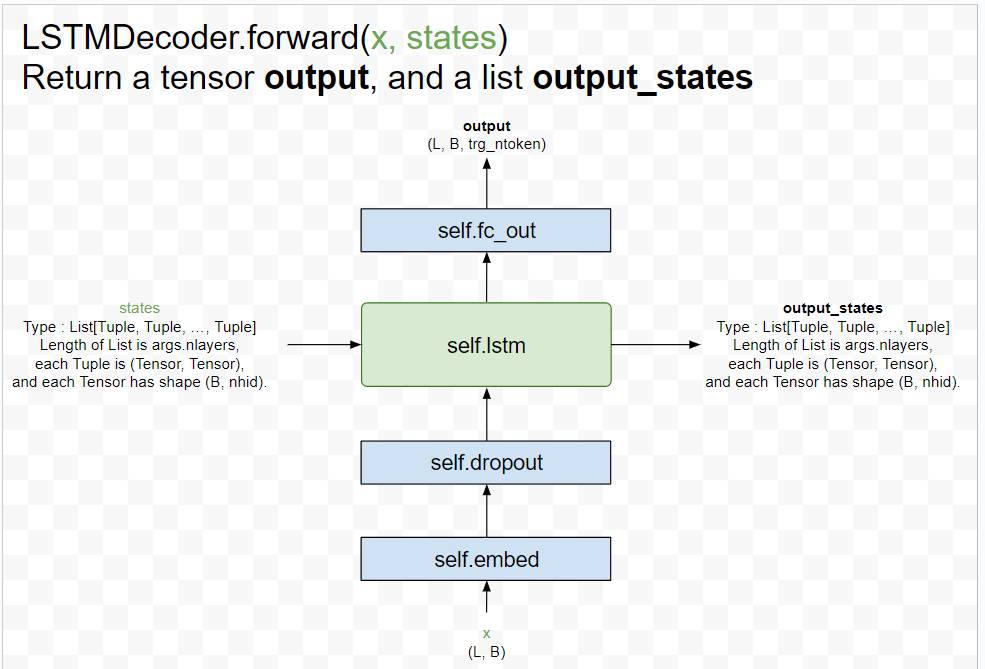 LSTMDecoder.forward(x, states)
Return a tensor output, and a list output_states
output
(L, B, trg_ntoken)
self.fc_out
states
Type : List[Tuple, Tuple, ..., Tuple]
Length of List is args.nlayers,
each Tuple is (Tensor, Tensor),
and each Tensor has shape (B, nhid).
self.lstm
output_states
Type : List[Tuple, Tuple, ..., Tuple]
Length of List is args.nlayers,
each Tuple is (Tensor, Tensor),
and each Tensor has shape (B, nhid).
self.dropout
self.embed
x
(L, B)